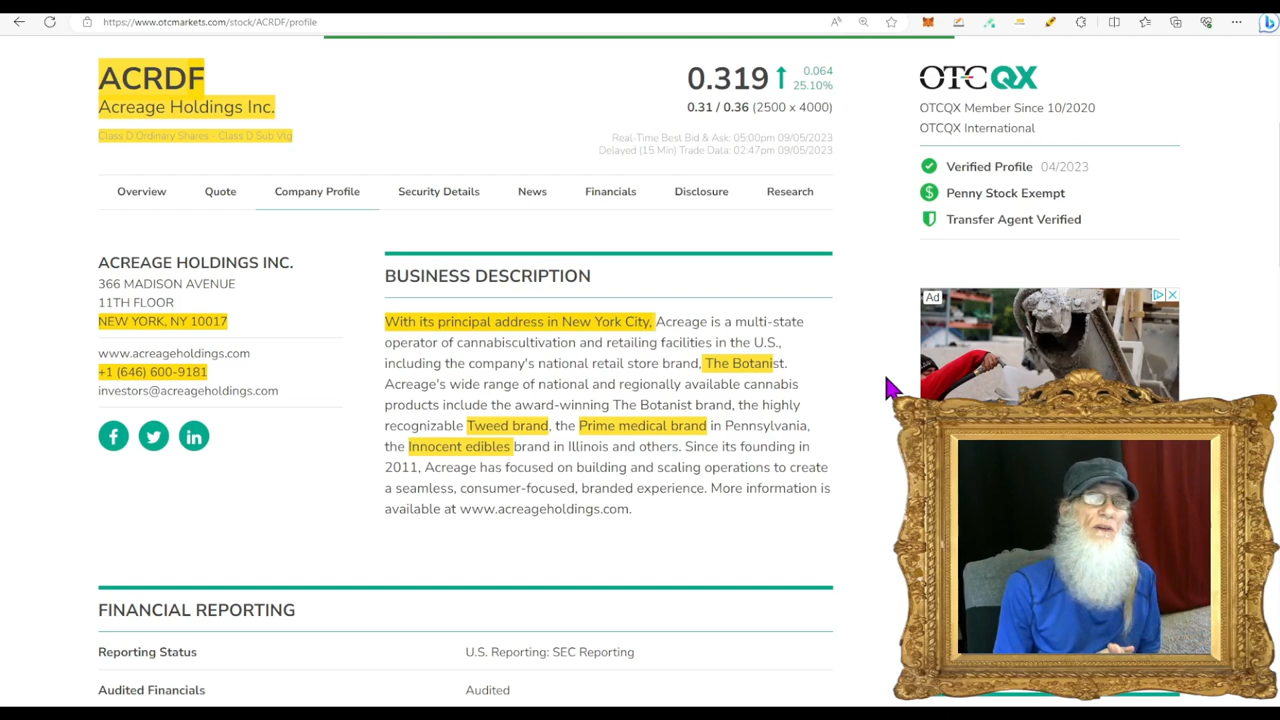 https://www.otcmarkets.com/stock/ACRDF/profile
ACRDF
Acreage Holdings Inc.
Class D Ordinary Shares - Class D Sub Vtg
0.319
0.064
25.10%
0.31 / 0.36 (2500 x 4000)
Real-Time Best Bid & Ask: 05:00pm 09/05/2023
Delayed (15 Min) Trade Data: 02:47pm 09/05/2023
OTCQX
OTCQX Member Since 10/2020
OTCQX International
Verified Profile 04/2023
Penny Stock Exempt
Transfer Agent Verified
Overview Quote Company Profile Security Details News Financials Disclosure Research
ACREAGE HOLDINGS INC.
366 MADISON AVENUE
11TH FLOOR
NEW YORK, NY 10017
www.acreageholdings.com
+1 (646) 600-9181
investors@acreageholdings.com
BUSINESS DESCRIPTION
With its principal address in New York City, Acreage is a multi-state
operator of cannabiscultivation and retailing facilities in the U.S.,
including the company's national retail store brand, The Botanist.
Acreage's wide range of national and regionally available cannabis
products include the award-winning The Botanist brand, the highly
recognizable Tweed brand, the Prime medical brand in Pennsylvania,
the Innocent edibles brand in Illinois and others. Since its founding in
2011, Acreage has focused on building and scaling operations to create
a seamless, consumer-focused, branded experience. More information is
available at www.acreageholdings.com.
Ad
FINANCIAL REPORTING
Reporting Status U.S. Reporting: SEC Reporting
Audited Financials Audited